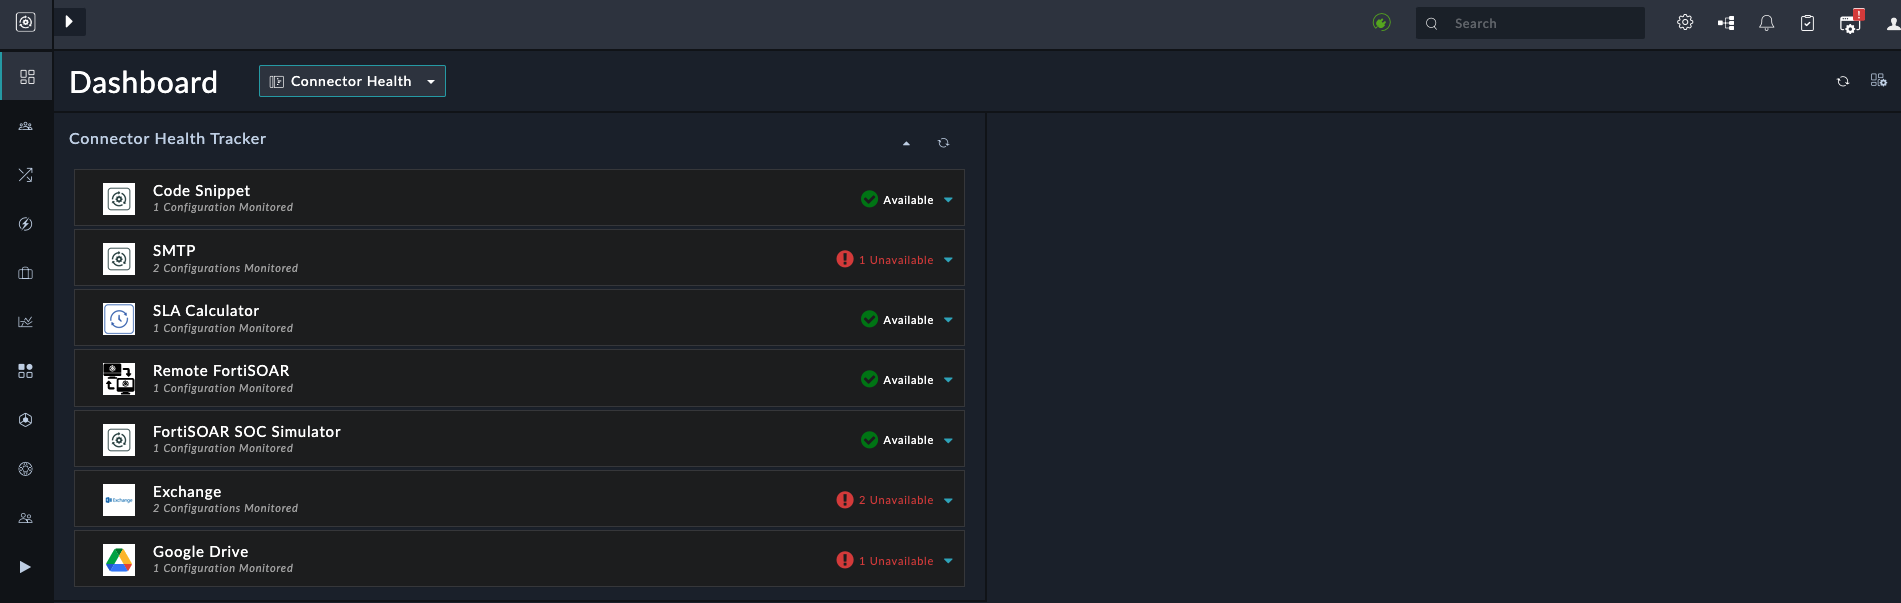 Search
!
Dashboard
Connector Health
Connector Health Tracker
Code Snippet
1 Configuration Monitored
Available
SMTP
2 Configurations Monitored
1 Unavailable
SLA Calculator
1 Configuration Monitored
Available
Remote FortiSOAR
1 Configuration Monitored
Available
FortiSOAR SOC Simulator
1 Configuration Monitored
Available
Exchange
Exchange
2 Configurations Monitored
2 Unavailable
Google Drive
1 Configuration Monitored
1 Unavailable